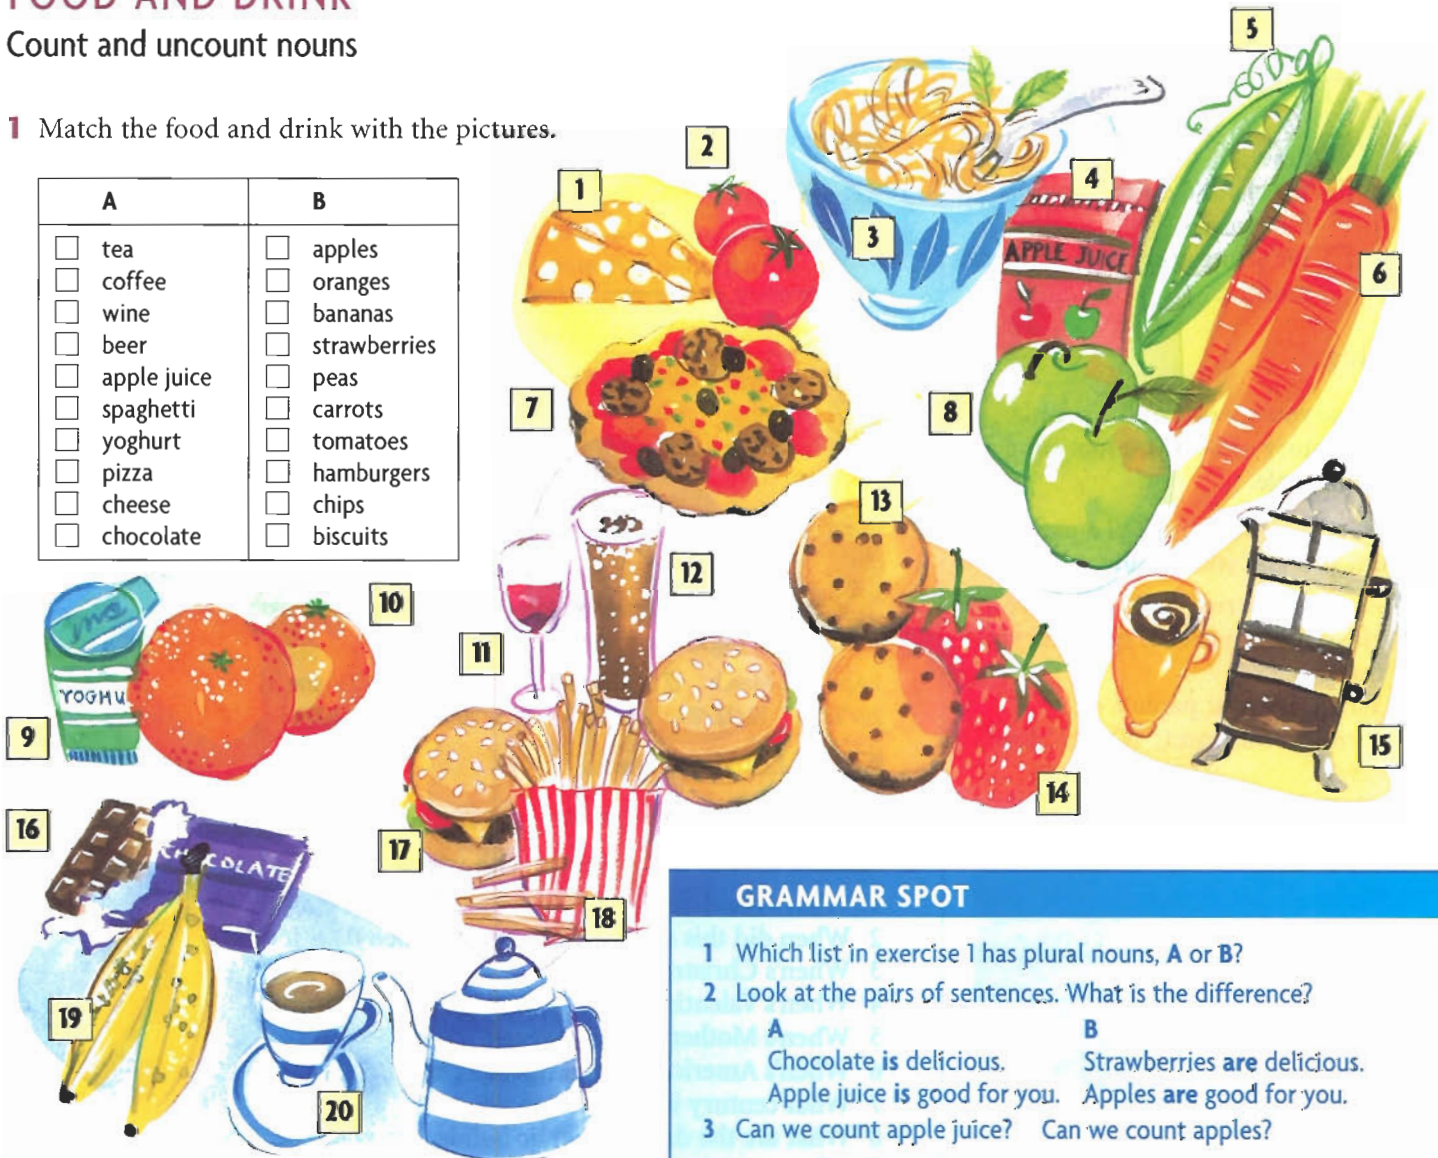 FOOD AND DRINK
Count and uncount nouns
1 Match the food and drink with the pictures.
A B
tea apples
coffee oranges
wine bananas
beer strawberries
apple juice peas
spaghetti carrots
yoghurt tomatoes
pizza hamburgers
cheese chips
chocolate biscuits
1
2
3
4
APPLE JUICE
5
6
7
8
9
YOGHU
10
11
12
13
14
15
16
CHOCOLATE
17
18
19
20
GRAMMAR SPOT
1 Which list in exercise 1 has plural nouns, A or B?
2 Look at the pairs of sentences. What is the difference?
A B
Chocolate is delicious. Strawberries are delicious.
Apple juice is good for you. Apples are good for you.
3 Can we count apple juice? Can we count apples?